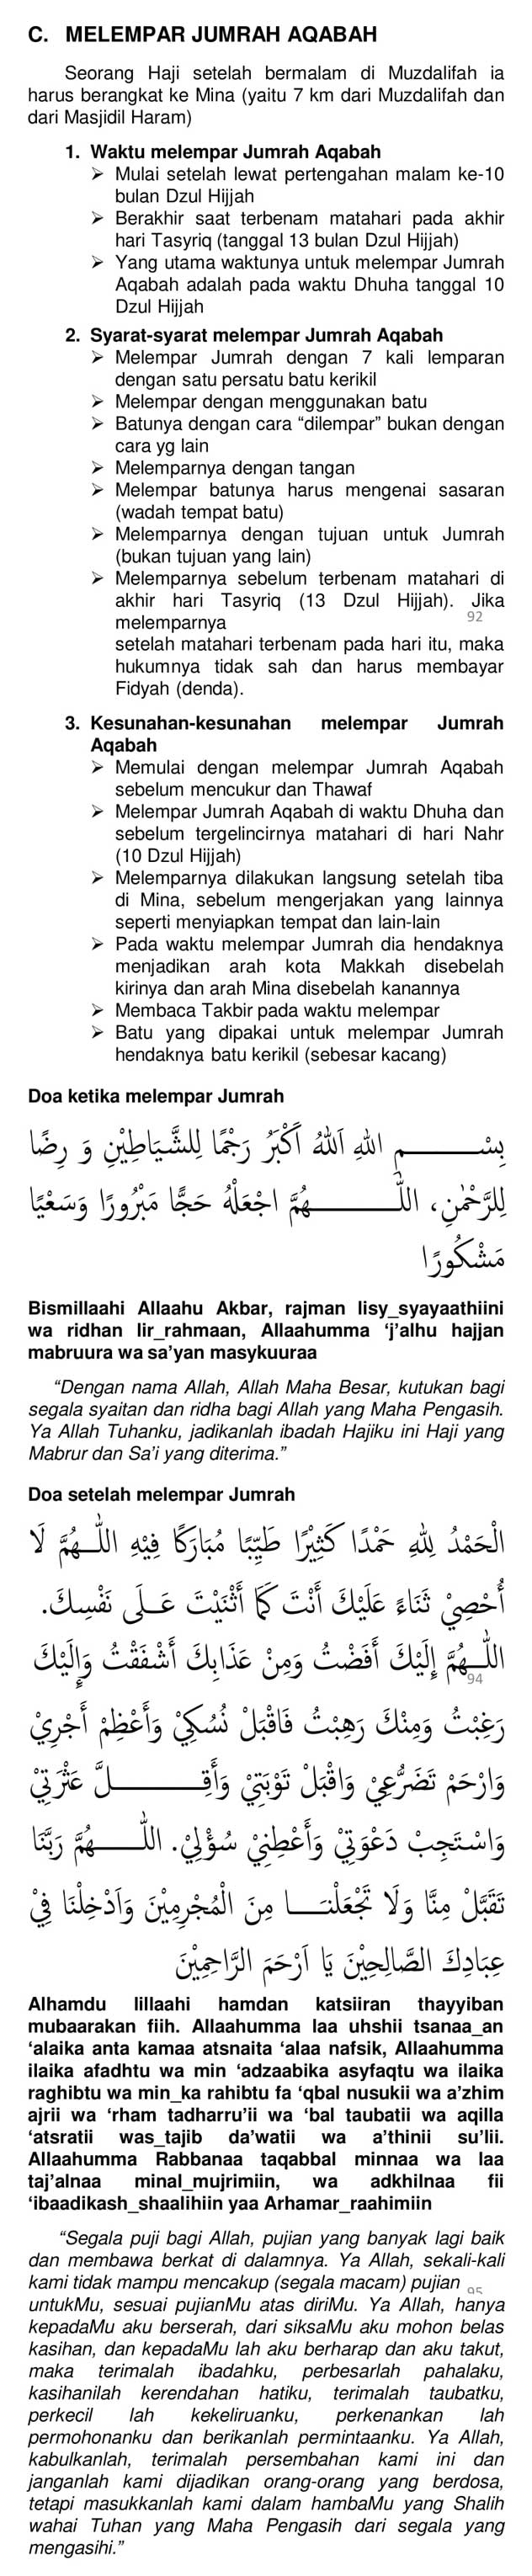 C. MELEMPAR JUMRAH AQABAH
Seorang Haji setelah bermalam di Muzdalifah ia
harus berangkat ke Mina (yaitu 7 km dari Muzdalifah dan
dari Masjidil Haram)
1. Waktu melempar Jumrah Aqabah
➢ Mulai setelah lewat pertengahan malam ke-10
bulan Dzul Hijjah
➢ Berakhir saat terbenam matahari pada akhir
hari Tasyriq (tanggal 13 bulan Dzul Hijjah)
➢ Yang utama waktunya untuk melempar Jumrah
Aqabah adalah pada waktu Dhuha tanggal 10
Dzul Hijjah
2. Syarat-syarat melempar Jumrah Aqabah
➢ Melempar Jumrah dengan 7 kali lemparan
dengan satu persatu batu kerikil
➢ Melempar dengan menggunakan batu
➢ Batunya dengan cara “dilempar” bukan dengan
cara yg lain
➢ Melemparnya dengan tangan
➢ Melempar batunya harus mengenai sasaran
(wadah tempat batu)
➢ Melemparnya dengan tujuan untuk Jumrah
(bukan tujuan yang lain)
➢ Melemparnya sebelum terbenam matahari di
akhir hari Tasyriq (13 Dzul Hijjah). Jika
melemparnya
92
setelah matahari terbenam pada hari itu, maka
hukumnya tidak sah dan harus membayar
Fidyah (denda).
3. Kesunahan-kesunahan melempar Jumrah
Aqabah
➢ Memulai dengan melempar Jumrah Aqabah
sebelum mencukur dan Thawaf
➢ Melempar Jumrah Aqabah di waktu Dhuha dan
sebelum tergelincirnya matahari di hari Nahr
(10 Dzul Hijjah)
➢ Melemparnya dilakukan langsung setelah tiba
di Mina, sebelum mengerjakan yang lainnya
seperti menyiapkan tempat dan lain-lain
➢ Pada waktu melempar Jumrah dia hendaknya
menjadikan arah kota Makkah disebelah
kirinya dan arah Mina disebelah kanannya
➢ Membaca Takbir pada waktu melempar
➢ Batu yang dipakai untuk melempar Jumrah
hendaknya batu kerikil (sebesar kacang)
Doa ketika melempar Jumrah
بِسْــــــــمِ اللهِ اَللهُ أَكْبَرُ رَجْمًا لِلشَّيَاطِيْنِ وَ رِضًا
لِلرَّحْمٰنِ، اللّٰــــــــهُمَّ اجْعَلْهُ حَجًّا مَبْرُورًا وَسَعْيًا
مَشْكُورًا
Bismillaahi Allaahu Akbar, rajman lisy_syayaathiini
wa ridhan lir_rahmaan, Allaahumma ‘j’alhu hajjan
mabruura wa sa’yan masykuuraa
“Dengan nama Allah, Allah Maha Besar, kutukan bagi
segala syaitan dan ridha bagi Allah yang Maha Pengasih.
Ya Allah Tuhanku, jadikanlah ibadah Hajiku ini Haji yang
Mabrur dan Sa’i yang diterima.”
Doa setelah melempar Jumrah
الْحَمْدُ لِلّٰهِ حَمْدًا كَثِيْرًا طَيِّبًا مُبَارَكًا فِيْهِ اللّٰـهُمَّ لَا
أُحْصِيْ ثَنَاءً عَلَيْكَ أَنْتَ كَمَا أَثْنَيْتَ عَـلَى نَفْسِكَ.
اللّٰـهُمَّ إِلَيْكَ أَفَضْتُ وَمِنْ عَذَابِكَ أَشْفَقْتُ وَإِلَيْكَ
94
رَغِبْتُ وَمِنْكَ رَهِبْتُ فَاقْبَلْ نُسُكِيْ وَأَعْظِمْ أَجْرِيْ
وَارْحَمْ تَضَرُّعِيْ وَاقْبَلْ تَوْبَتِيْ وَأَقِــــــــلَّ عَثْرَتِيْ
وَاسْتَجِبْ دَعْوَتِيْ وَأَعْطِنِيْ سُؤْلِيْ. اللّٰــــهُمَّ رَبَّنَا
تَقَبَّلْ مِنَّا وَلَا تَجْعَلْنَــا مِنَ الْمُجْرِمِيْنَ وَأَدْخِلْنَا فِيْ
عِبَادِكَ الصَّالِحِيْنَ يَا أَرْحَمَ الرَّاحِمِيْنَ
Alhamdu lillaahi hamdan katsiiran thayyiban
mubaarakan fiih. Allaahumma laa uhshii tsanaa_an
‘alaika anta kamaa atsnaita ‘alaa nafsik, Allaahumma
ilaika afadhtu wa min ‘adzaabika asyfaqtu wa ilaika
raghibtu wa min_ka rahibtu fa ‘qbal nusukii wa a’zhim
ajrii wa ‘rham tadharru’ii wa ‘bal taubatii wa aqilla
‘atsratii was_tajib da’watii wa a’thinii su’lii.
Allaahumma Rabbanaa taqabbal minnaa wa laa
taj’alnaa minal_mujrimiin, wa adkhilnaa fii
‘ibaadikash_shaalihiin yaa Arhamar_raahimiin
“Segala puji bagi Allah, pujian yang banyak lagi baik
dan membawa berkat di dalamnya. Ya Allah, sekali-kali
kami tidak mampu mencakup (segala macam) pujian
95
untukMu, sesuai pujianMu atas diriMu. Ya Allah, hanya
kepadaMu aku berserah, dari siksaMu aku mohon belas
kasihan, dan kepadaMu lah aku berharap dan aku takut,
maka terimalah ibadahku, perbesarlah pahalaku,
kasihanilah kerendahan hatiku, terimalah taubatku,
perkecil lah kekeliruanku, perkenankan lah
permohonanku dan berikanlah permintaanku. Ya Allah,
kabulkanlah, terimalah persembahan kami ini dan
janganlah kami dijadikan orang-orang yang berdosa,
tetapi masukkanlah kami dalam hambaMu yang Shalih
wahai Tuhan yang Maha Pengasih dari segala yang
mengasihi.”